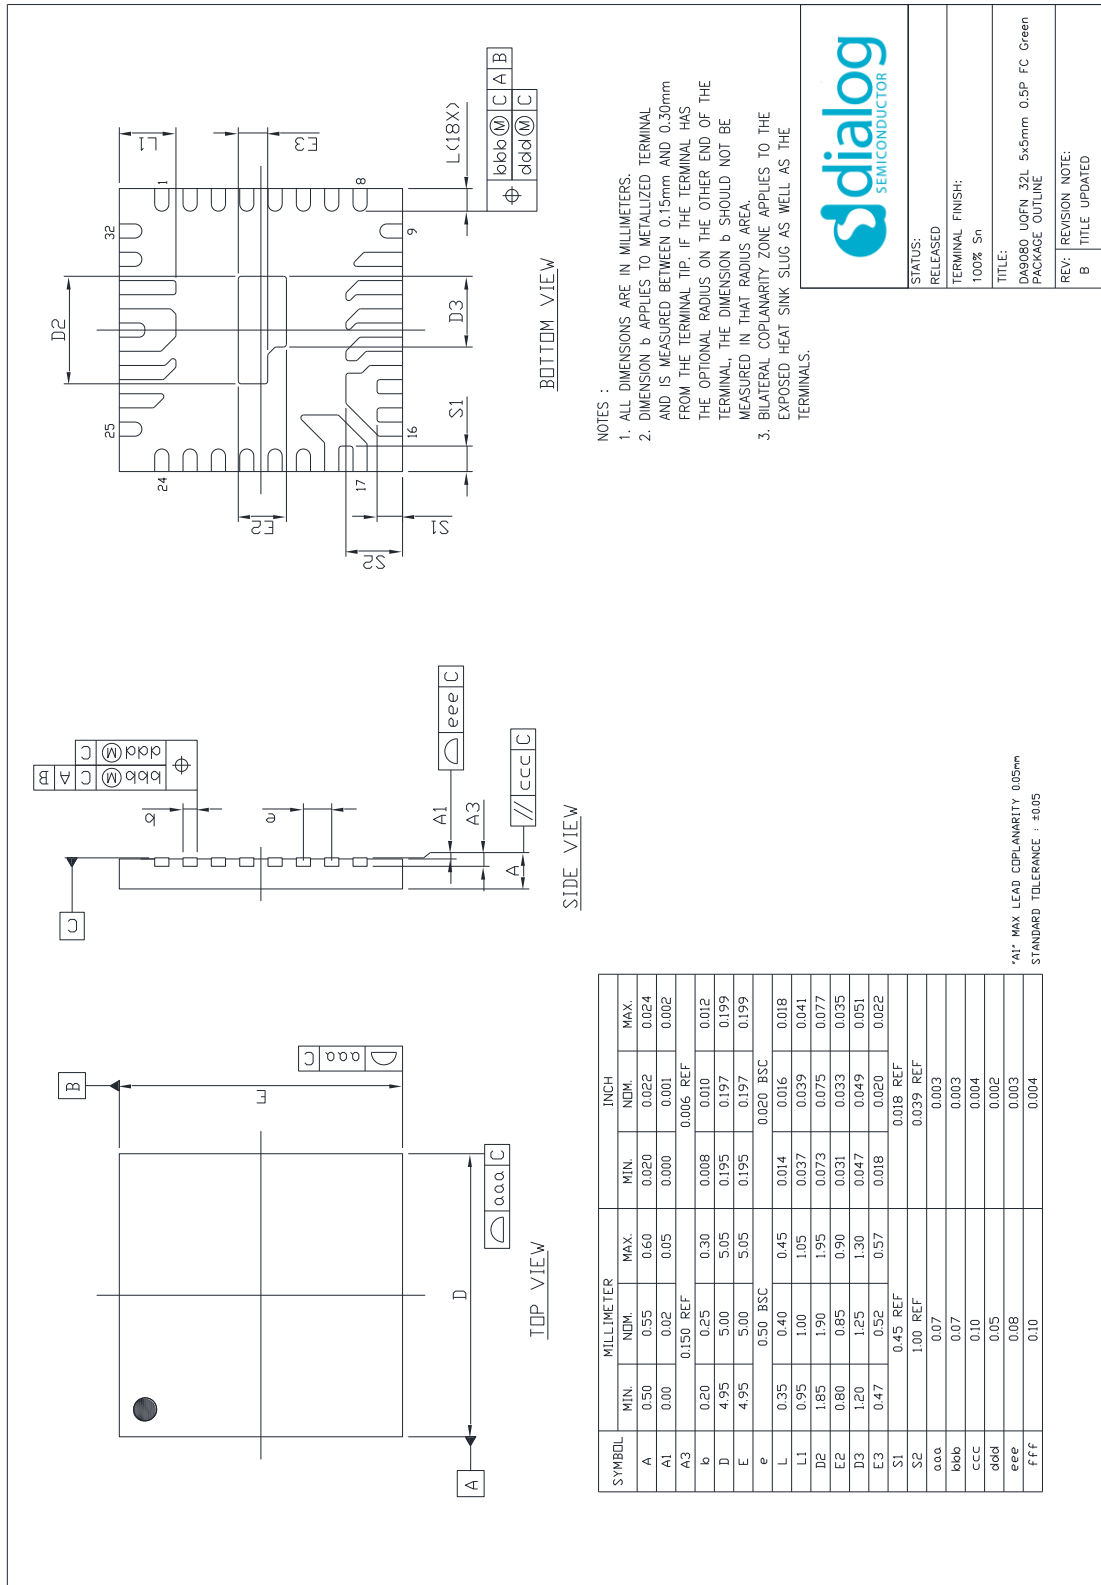 TOP VIEW
A
B
D
E
aaa C
aaa C
SIDE VIEW
C
bbb M C A B
ddd M C
b
e
A1
A3
A
eee C
// ccc C
BOTTOM VIEW
D2
D3
L1
E3
E2
S1
S1
S2
L(18X)
bbb M C A B
ddd M C
1
8
9
16
17
24
25
32
SYMBOL MILLIMETER INCH
MIN. NOM. MAX. MIN. NOM. MAX.
A 0.50 0.55 0.60 0.020 0.022 0.024
A1 0.00 0.02 0.05 0.000 0.001 0.002
A3 0.150 REF 0.006 REF
b 0.20 0.25 0.30 0.008 0.010 0.012
D 4.95 5.00 5.05 0.195 0.197 0.199
E 4.95 5.00 5.05 0.195 0.197 0.199
e 0.50 BSC 0.020 BSC
L 0.35 0.40 0.45 0.014 0.016 0.018
L1 0.95 1.00 1.05 0.037 0.039 0.041
D2 1.85 1.90 1.95 0.073 0.075 0.077
E2 0.80 0.85 0.90 0.031 0.033 0.035
D3 1.20 1.25 1.30 0.047 0.049 0.051
E3 0.47 0.52 0.57 0.018 0.020 0.022
S1 0.45 REF 0.018 REF
S2 1.00 REF 0.039 REF
aaa 0.07 0.003
bbb 0.07 0.003
ccc 0.10 0.004
ddd 0.05 0.002
eee 0.08 0.003
fff 0.10 0.004
"A1" MAX LEAD COPLANARITY 0.05mm
STANDARD TOLERANCE : ±0.05
NOTES :
1. ALL DIMENSIONS ARE IN MILLIMETERS.
2. DIMENSION b APPLIES TO METALLIZED TERMINAL
AND IS MEASURED BETWEEN 0.15mm AND 0.30mm
FROM THE TERMINAL TIP. IF THE TERMINAL HAS
THE OPTIONAL RADIUS ON THE OTHER END OF THE
TERMINAL, THE DIMENSION b SHOULD NOT BE
MEASURED IN THAT RADIUS AREA.
3. BILATERAL COPLANARITY ZONE APPLIES TO THE
EXPOSED HEAT SINK SLUG AS WELL AS THE
TERMINALS.
dialog
SEMICONDUCTOR
STATUS:
RELEASED
TERMINAL FINISH:
100% Sn
TITLE:
DA9080 UQFN 32L 5x5mm 0.5P FC Green
PACKAGE OUTLINE
REV: REVISION NOTE:
B TITLE UPDATED